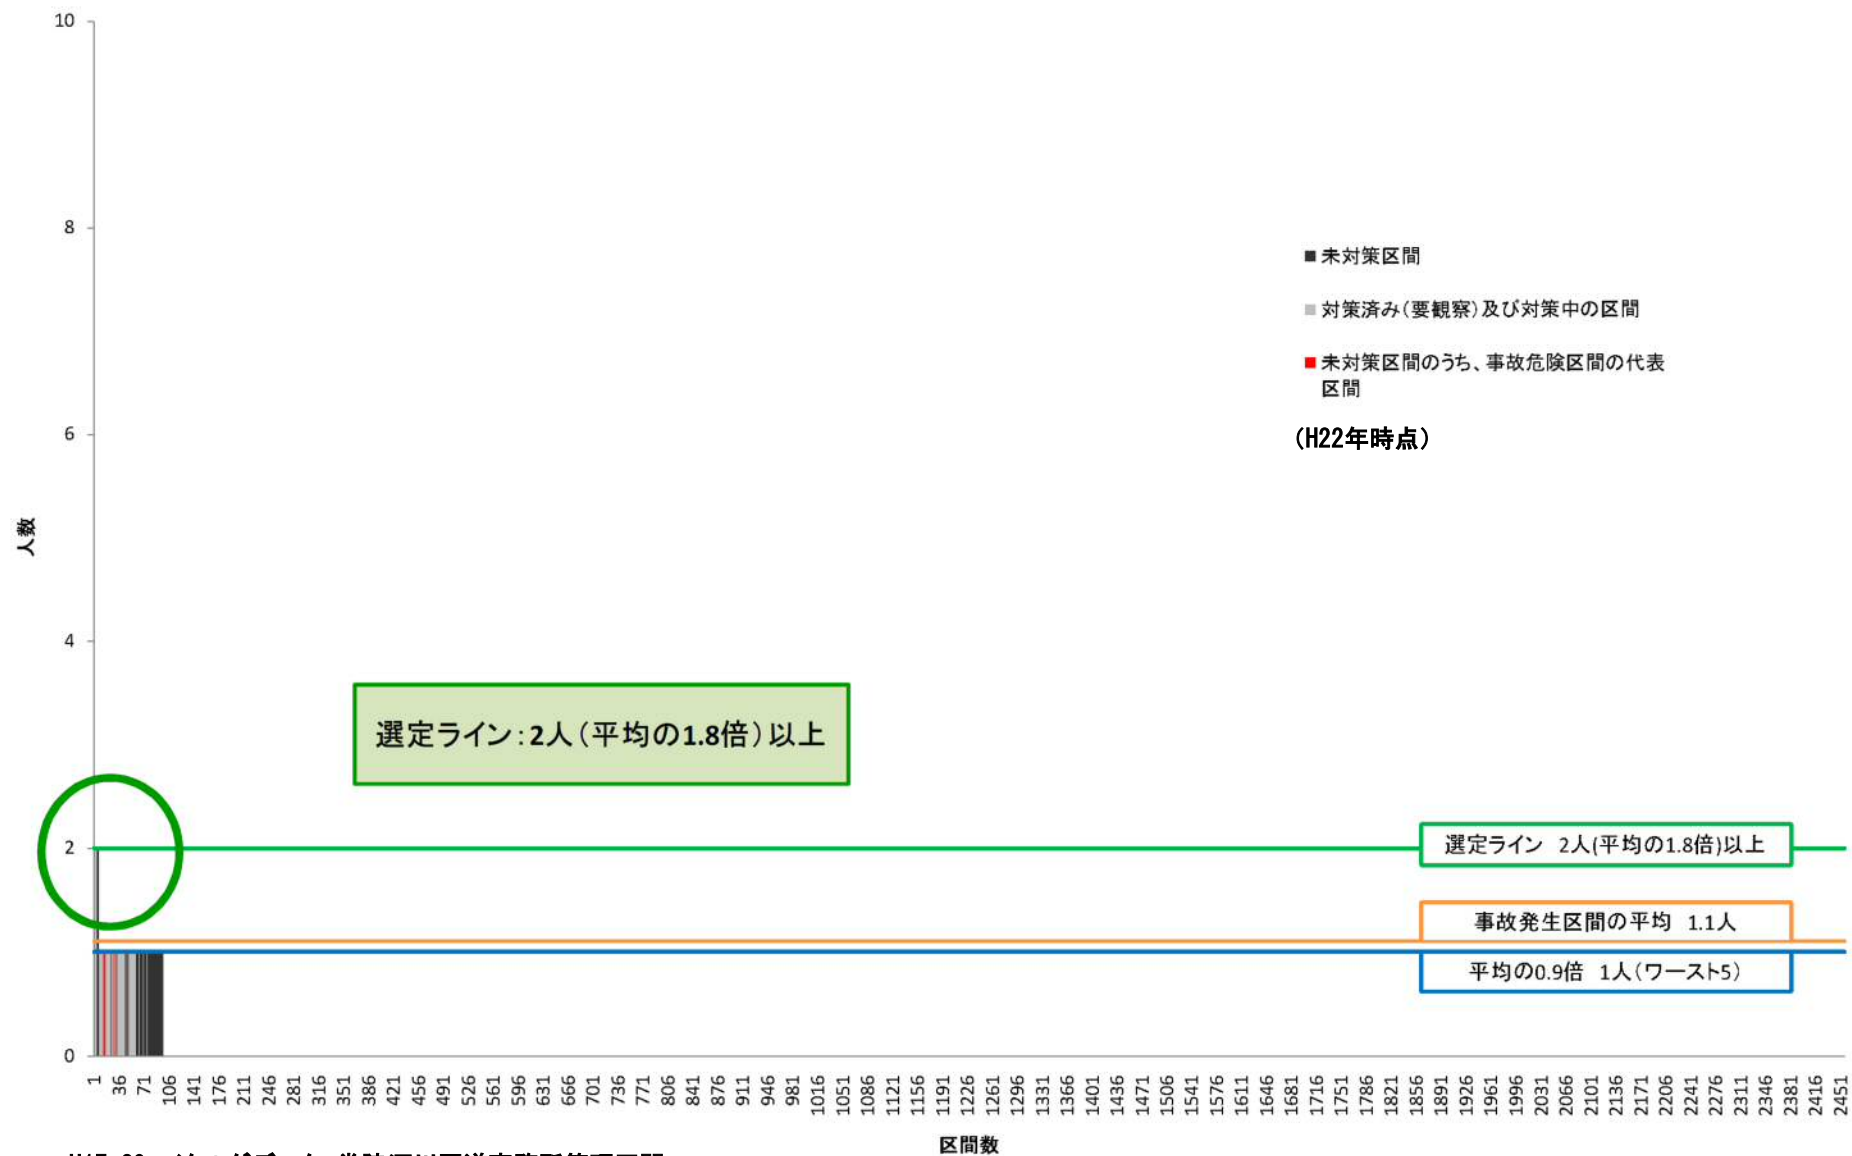 10
8
6
4
2
0
人数
■未対策区間
■対策済み(要観察)及び対策中の区間
■未対策区間のうち、事故危険区間の代表
区間
(H22年時点)
選定ライン:2人(平均の1.8倍)以上
選定ライン 2人(平均の1.8倍)以上
事故発生区間の平均 1.1人
平均の0.9倍 1人(ワースト5)
1 36 71 106 141 176 211 246 281 316 351 386 421 456 491 526 561 596 631 666 701 736 771 806 841 876 911 946 981 1016 1051 1086 1121 1156 1191 1226 1261 1296 1331 1366 1401 1436 1471 1506 1541 1576 1611 1646 1681 1716 1751 1786 1821 1856 1891 1926 1961 1996 2031 2066 2101 2136 2171 2206 2241 2276 2311 2346 2381 2416 2451
区間数